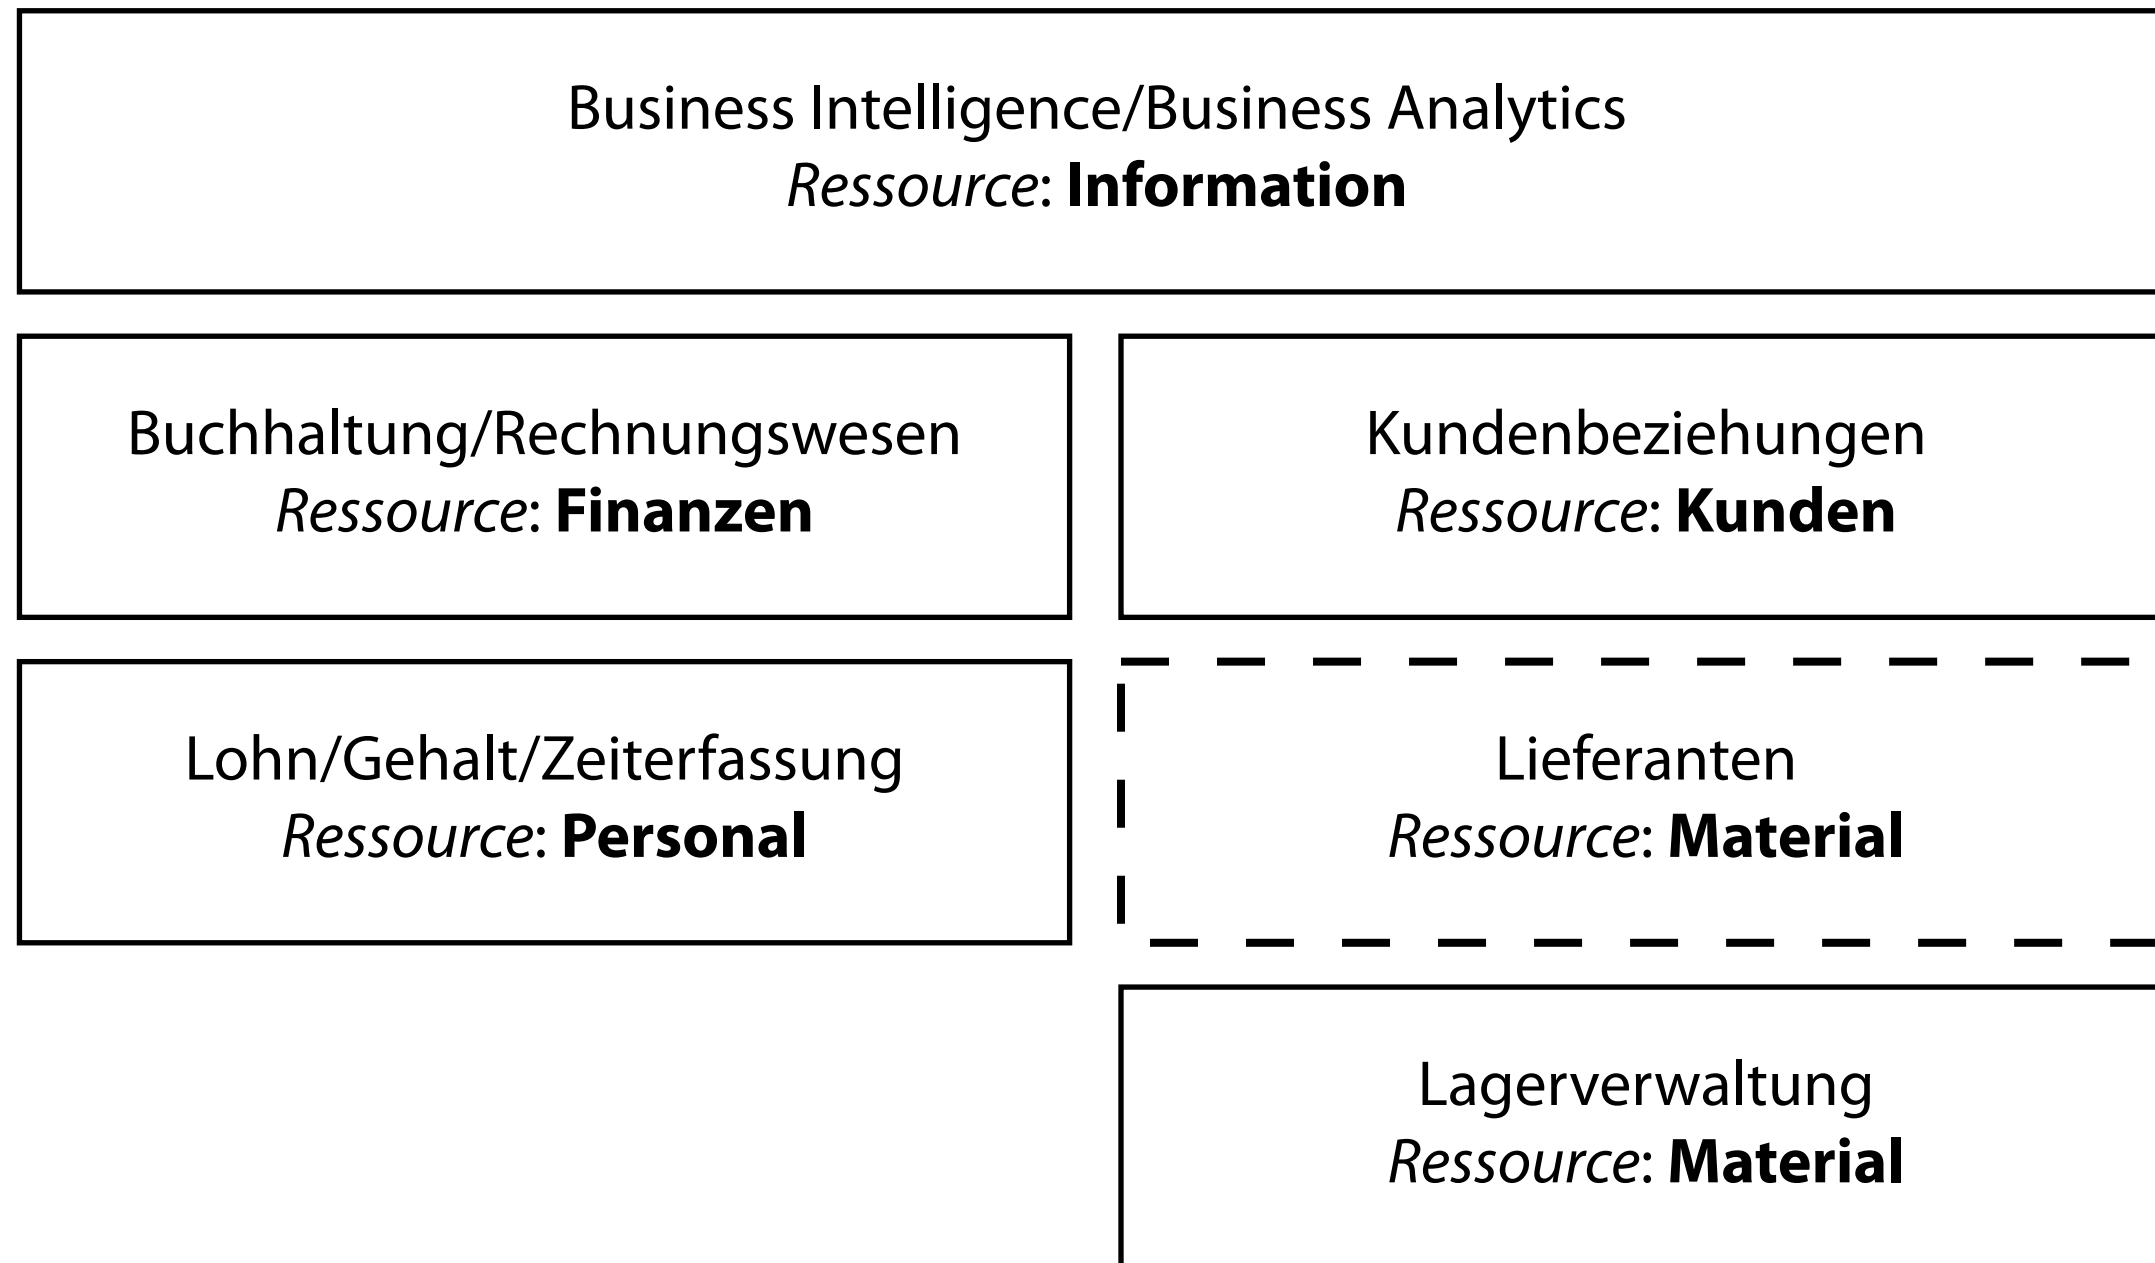 Business Intelligence/Business Analytics
Ressource: Information
Buchhaltung/Rechnungswesen
Ressource: Finanzen
Kundenbeziehungen
Ressource: Kunden
Lohn/Gehalt/Zeiterfassung
Ressource: Personal
Lieferanten
Ressource: Material
Lagerverwaltung
Ressource: Material